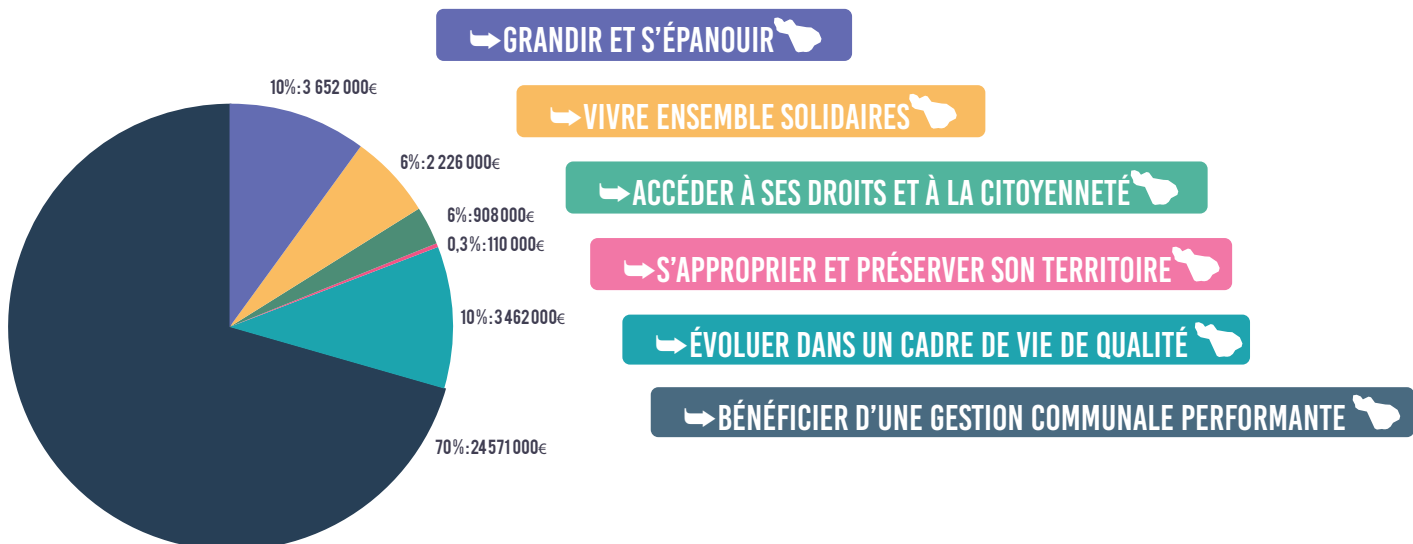 GRANDIR ET S'ÉPANOUIR
10%:3 652 000€
VIVRE ENSEMBLE SOLIDAIRES
6%:2 226 000€
ACCÉDER À SES DROITS ET À LA CITOYENNETÉ
6%:908 000€
0,3%:110 000€
S'APPROPRIER ET PRÉSERVER SON TERRITOIRE
10%:3 462 000€
ÉVOLUER DANS UN CADRE DE VIE DE QUALITÉ
BÉNÉFICIER D'UNE GESTION COMMUNALE PERFORMANTE
70%:24 571 000€